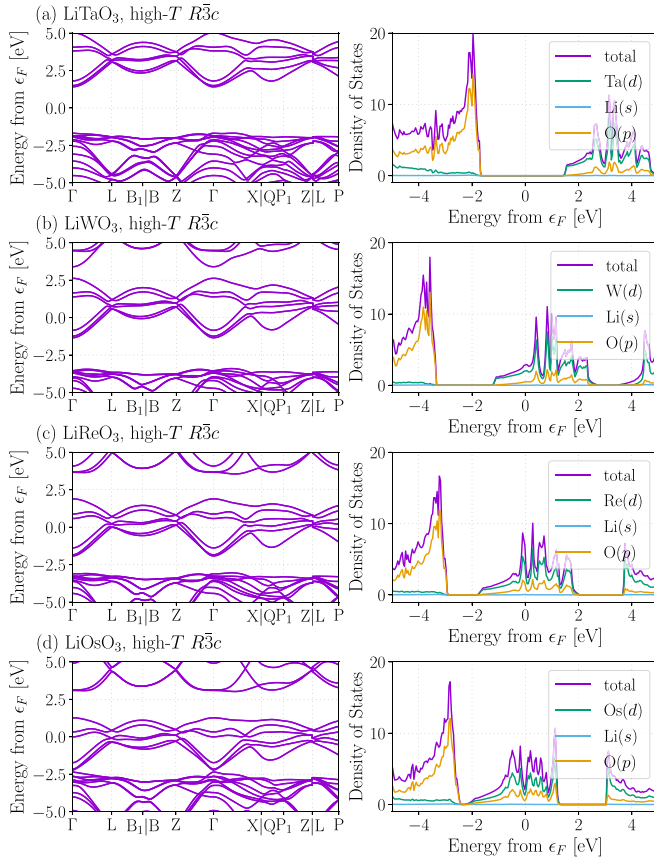 (a) LiTaO₃, high-T R3̄c
Energy from ϵF [eV]
5.0
2.5
0.0
−2.5
−5.0
Γ L B₁|B Z Γ X|QP₁ Z|L P
Density of States
20
10
0
total
Ta(d)
Li(s)
O(p)
−4 −2 0 2 4
Energy from ϵF [eV]
(b) LiWO₃, high-T R3̄c
Energy from ϵF [eV]
5.0
2.5
0.0
−2.5
−5.0
Γ L B₁|B Z Γ X|QP₁ Z|L P
Density of States
20
10
0
total
W(d)
Li(s)
O(p)
−4 −2 0 2 4
Energy from ϵF [eV]
(c) LiReO₃, high-T R3̄c
Energy from ϵF [eV]
5.0
2.5
0.0
−2.5
−5.0
Γ L B₁|B Z Γ X|QP₁ Z|L P
Density of States
20
10
0
total
Re(d)
Li(s)
O(p)
−4 −2 0 2 4
Energy from ϵF [eV]
(d) LiOsO₃, high-T R3̄c
Energy from ϵF [eV]
5.0
2.5
0.0
−2.5
−5.0
Γ L B₁|B Z Γ X|QP₁ Z|L P
Density of States
20
10
0
total
Os(d)
Li(s)
O(p)
−4 −2 0 2 4
Energy from ϵF [eV]